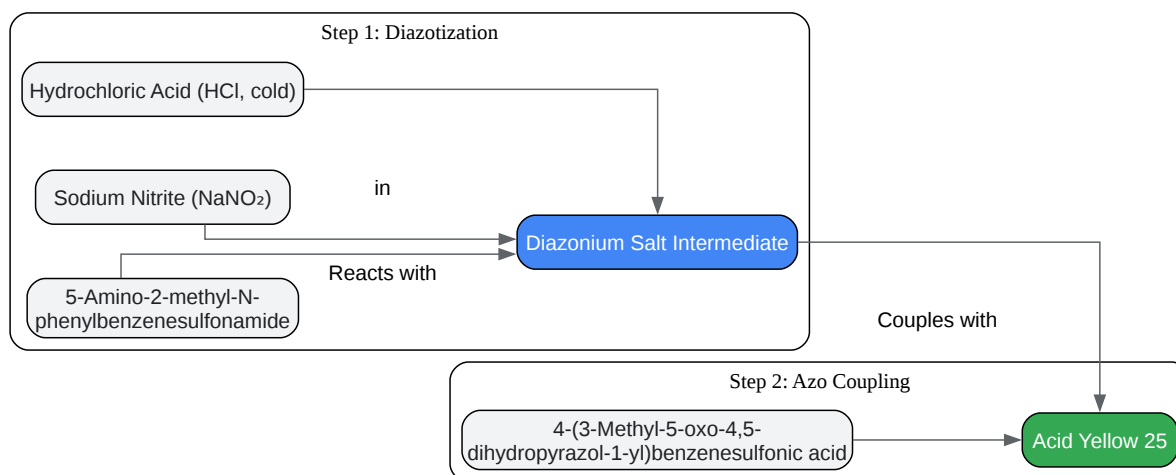 Step 1: Diazotization
Hydrochloric Acid (HCl, cold)
Sodium Nitrite (NaNO₂)
in
Diazonium Salt Intermediate
Reacts with
5-Amino-2-methyl-N-
phenylbenzenesulfonamide
Couples with
Step 2: Azo Coupling
4-(3-Methyl-5-oxo-4,5-
dihydropyrazol-1-yl)benzenesulfonic acid
Acid Yellow 25